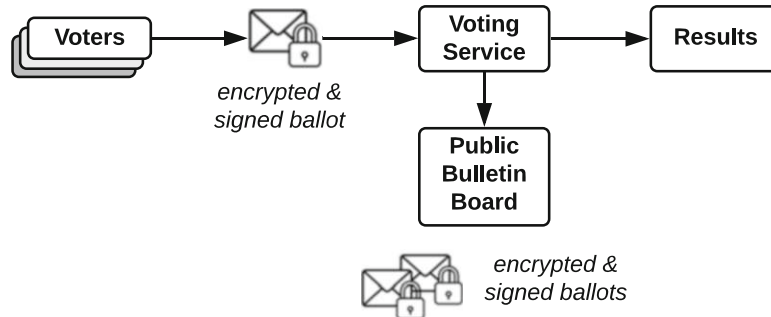 Voters
encrypted &
signed ballot
Voting
Service
Results
Public
Bulletin
Board
encrypted &
signed ballots